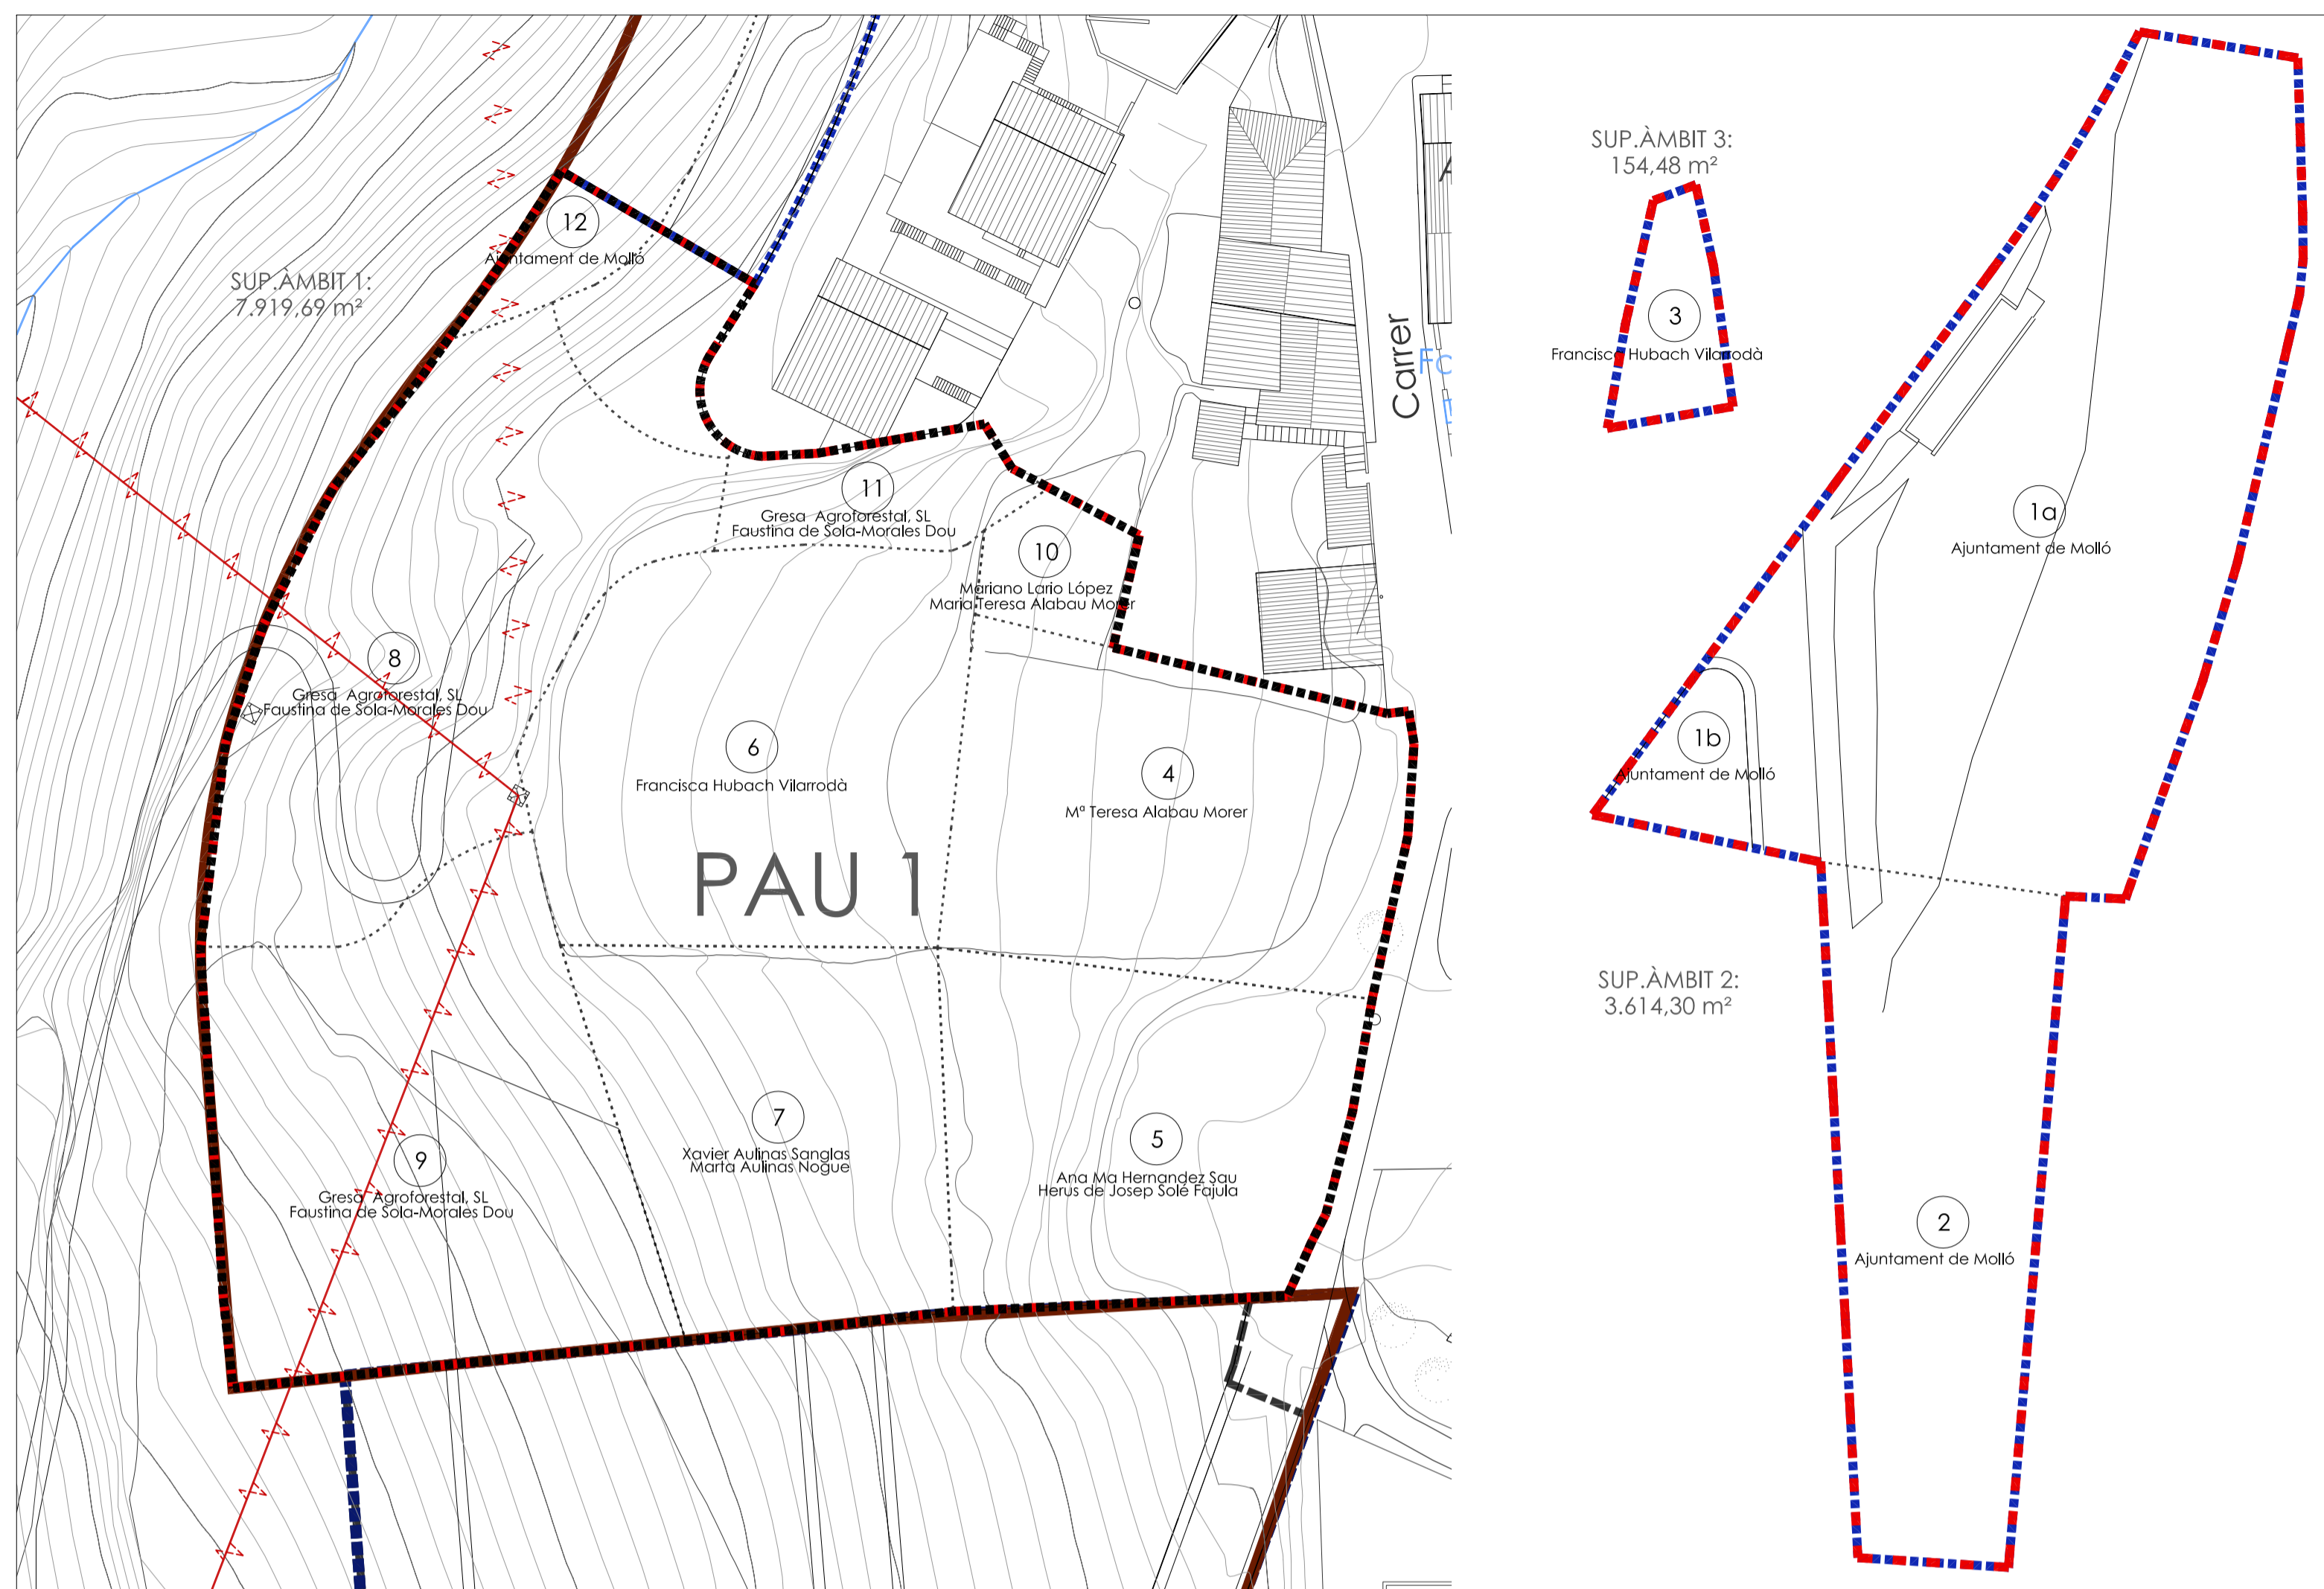 SUP.ÀMBIT 1:
7.919,69 m²
12
Ajuntament de Molló
11
Gresa Agroforestal, SL
Faustina de Sola-Morales Dou
10
Mariano Lario López
Maria Teresa Alabau Morer
8
Gresa Agroforestal, SL
Faustina de Sola-Morales Dou
6
Francisca Hubach Vilarrodà
4
Mª Teresa Alabau Morer
PAU 1
7
Xavier Aulinas Sanglas
Marta Aulinas Nogue
5
Ana Ma Hernandez Sau
Herus de Josep Solé Fajula
9
Gresa Agroforestal, SL
Faustina de Sola-Morales Dou
Carrer
SUP.ÀMBIT 3:
154,48 m²
3
Francisca Hubach Vilarrodà
1a
Ajuntament de Molló
1b
Ajuntament de Molló
SUP.ÀMBIT 2:
3.614,30 m²
2
Ajuntament de Molló